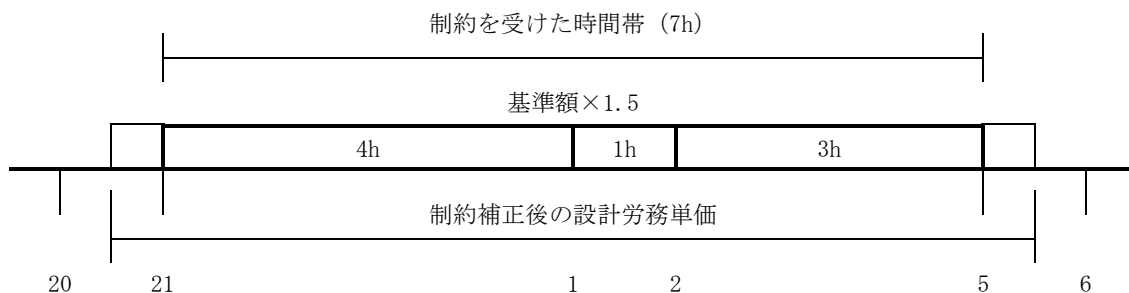 制約を受けた時間帯（7h）
基準額×1.5
4h 1h 3h
制約補正後の設計労務単価
20 21 1 2 5 6